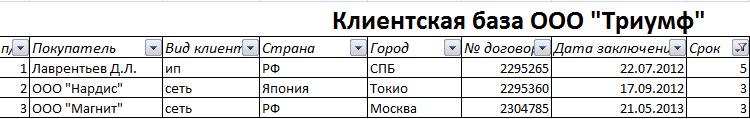 Клиентская база ООО "Триумф"
п/ Покупатель Вид клиент Страна Город № договор Дата заключени Срок
1 Лаврентьев Д.Л. ип РФ СПБ 2295265 22.07.2012 5
2 ООО "Нардис" сеть Япония Токио 2295360 17.09.2012 3
3 ООО "Магнит" сеть РФ Москва 2304785 21.05.2013 3